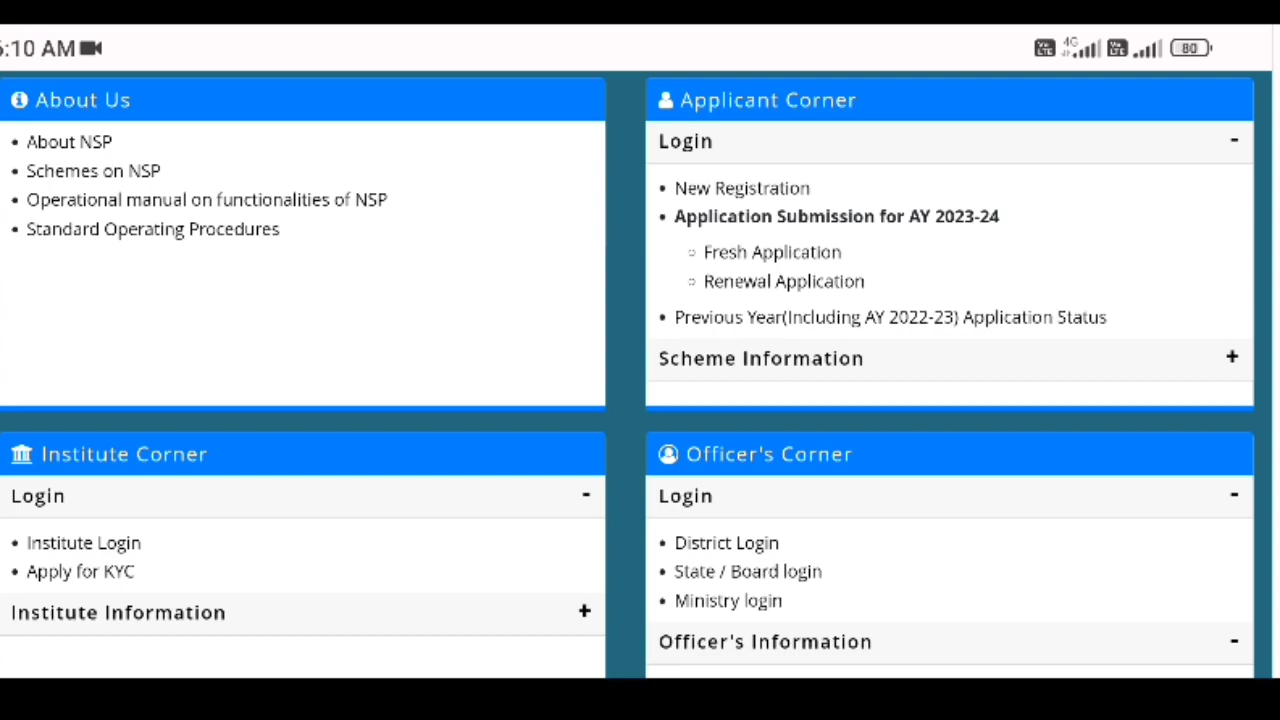 :10 AM
4G
80
About Us
About NSP
Schemes on NSP
Operational manual on functionalities of NSP
Standard Operating Procedures
Applicant Corner
Login -
New Registration
Application Submission for AY 2023-24
Fresh Application
Renewal Application
Previous Year(Including AY 2022-23) Application Status
Scheme Information +
Institute Corner
Login -
Institute Login
Apply for KYC
Institute Information +
Officer's Corner
Login -
District Login
State / Board login
Ministry login
Officer's Information -